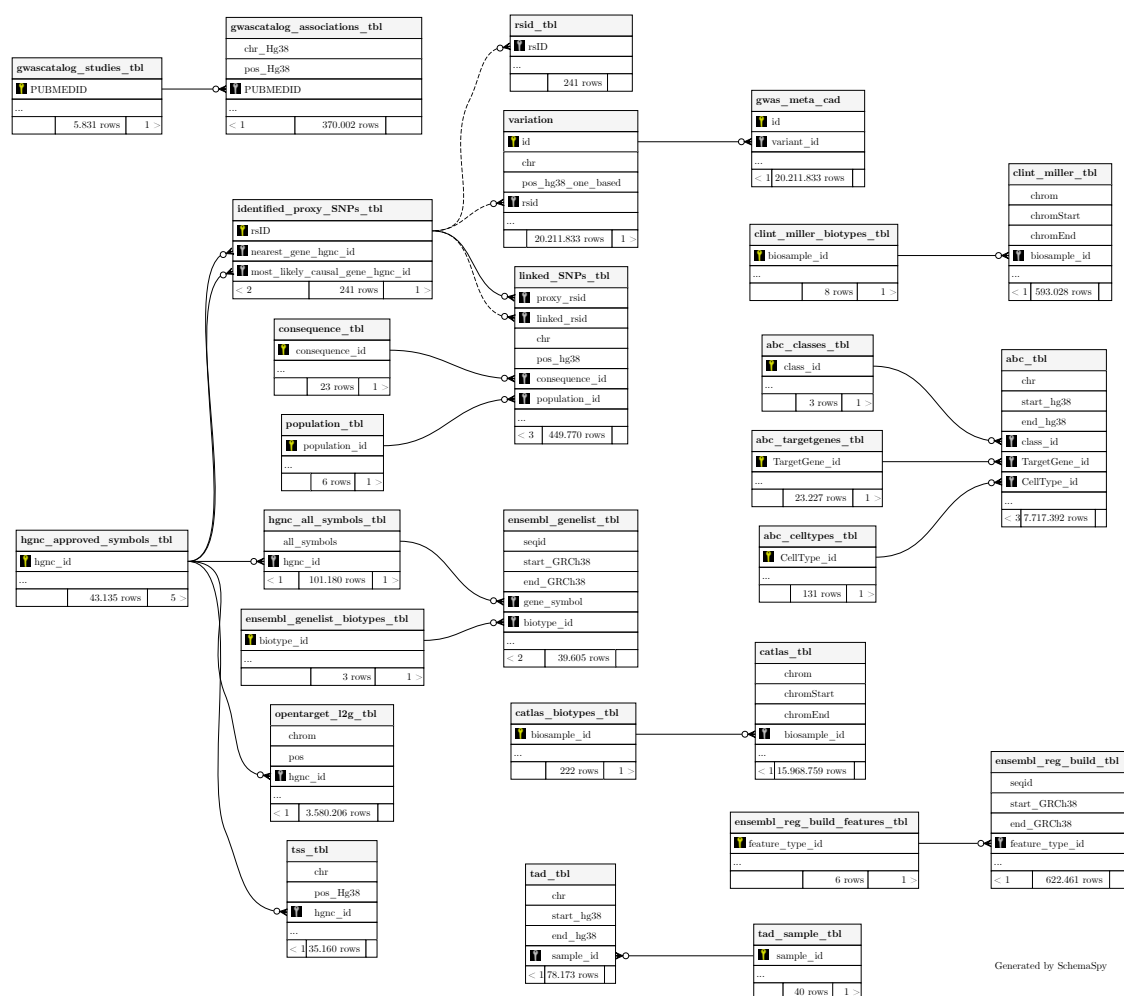 gwascatalog_studies_tbl
PUBMEDID
...
5.831 rows 1 >
gwascatalog_associations_tbl
chr_Hg38
pos_Hg38
PUBMEDID
...
< 1 370.002 rows
rsid_tbl
rsID
...
241 rows
variation
id
chr
pos_hg38_one_based
rsid
...
20.211.833 rows 1 >
gwas_meta_cad
id
variant_id
...
< 1 20.211.833 rows
clint_miller_tbl
chrom
chromStart
chromEnd
biosample_id
...
< 1 593.028 rows
clint_miller_biotypes_tbl
biosample_id
...
8 rows 1 >
identified_proxy_SNPs_tbl
rsID
nearest_gene_hgnc_id
most_likely_causal_gene_hgnc_id
< 2 241 rows 1 >
linked_SNPs_tbl
proxy_rsid
linked_rsid
chr
pos_hg38
consequence_id
population_id
...
< 3 449.770 rows
consequence_tbl
consequence_id
...
23 rows 1 >
population_tbl
population_id
...
6 rows 1 >
abc_classes_tbl
class_id
...
3 rows 1 >
abc_tbl
chr
start_hg38
end_hg38
class_id
TargetGene_id
CellType_id
...
< 3 7.717.392 rows
abc_targetgenes_tbl
TargetGene_id
...
23.227 rows 1 >
abc_celltypes_tbl
CellType_id
...
131 rows 1 >
hgnc_approved_symbols_tbl
hgnc_id
...
43.135 rows 5 >
hgnc_all_symbols_tbl
all_symbols
hgnc_id
< 1 101.180 rows 1 >
ensembl_genelist_tbl
seqid
start_GRCh38
end_GRCh38
gene_symbol
biotype_id
...
< 2 39.605 rows
ensembl_genelist_biotypes_tbl
biotype_id
...
3 rows 1 >
opentarget_l2g_tbl
chrom
pos
hgnc_id
...
< 1 3.580.206 rows
tss_tbl
chr
pos_Hg38
hgnc_id
...
< 1 35.160 rows
catlas_biotypes_tbl
biosample_id
...
222 rows 1 >
catlas_tbl
chrom
chromStart
chromEnd
biosample_id
...
< 1 15.968.759 rows
ensembl_reg_build_features_tbl
feature_type_id
...
6 rows 1 >
ensembl_reg_build_tbl
seqid
start_GRCh38
end_GRCh38
feature_type_id
...
< 1 622.461 rows
tad_tbl
chr
start_hg38
end_hg38
sample_id
< 1 78.173 rows
tad_sample_tbl
sample_id
...
40 rows 1 >
Generated by SchemaSpy